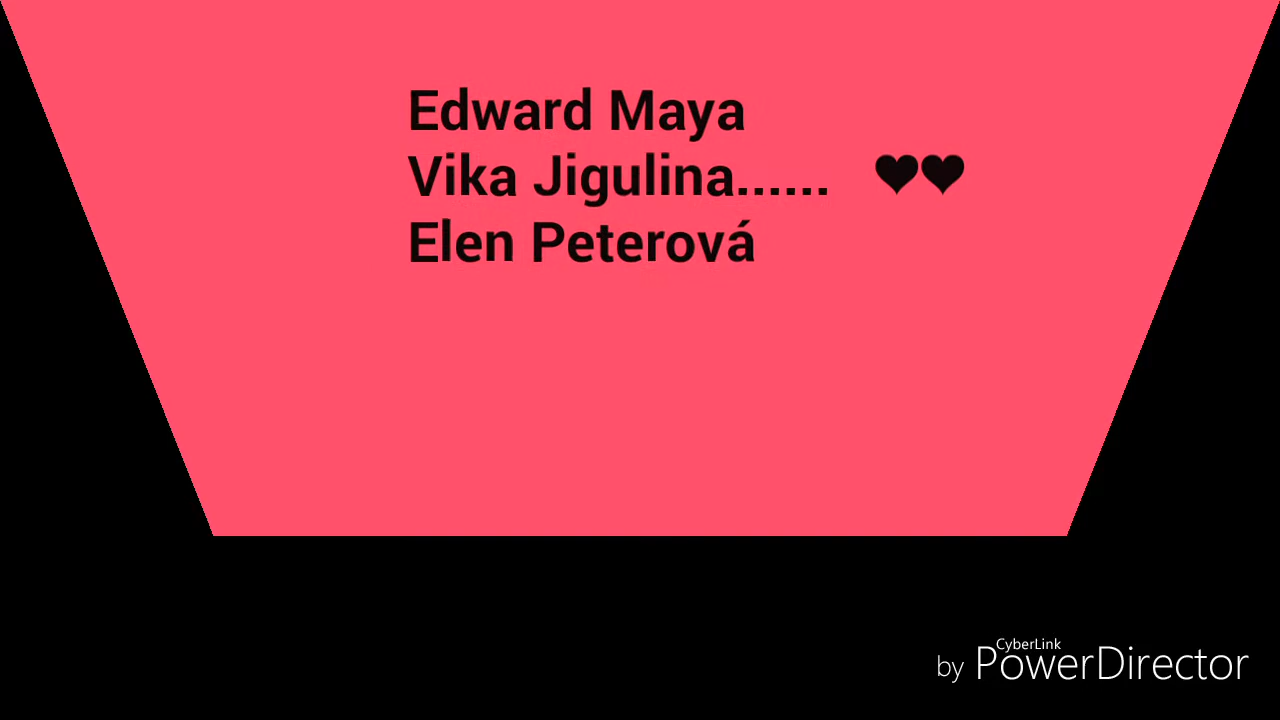 Edward Maya
Vika Jigulina...... ♥♥
Elen Peterová
by CyberLink PowerDirector